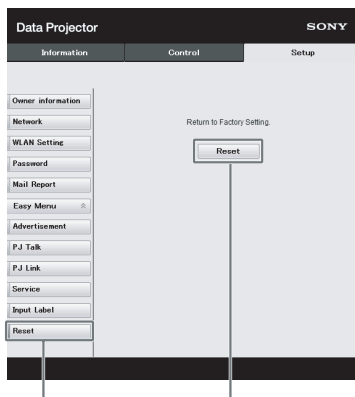 Data Projector
SONY
Information
Control
Setup
Owner information
Network
WLAN Setting
Password
Mail Report
Easy Menu
Advertisement
PJ Talk
PJ Link
Service
Input Label
Reset
Return to Factory Setting.
Reset